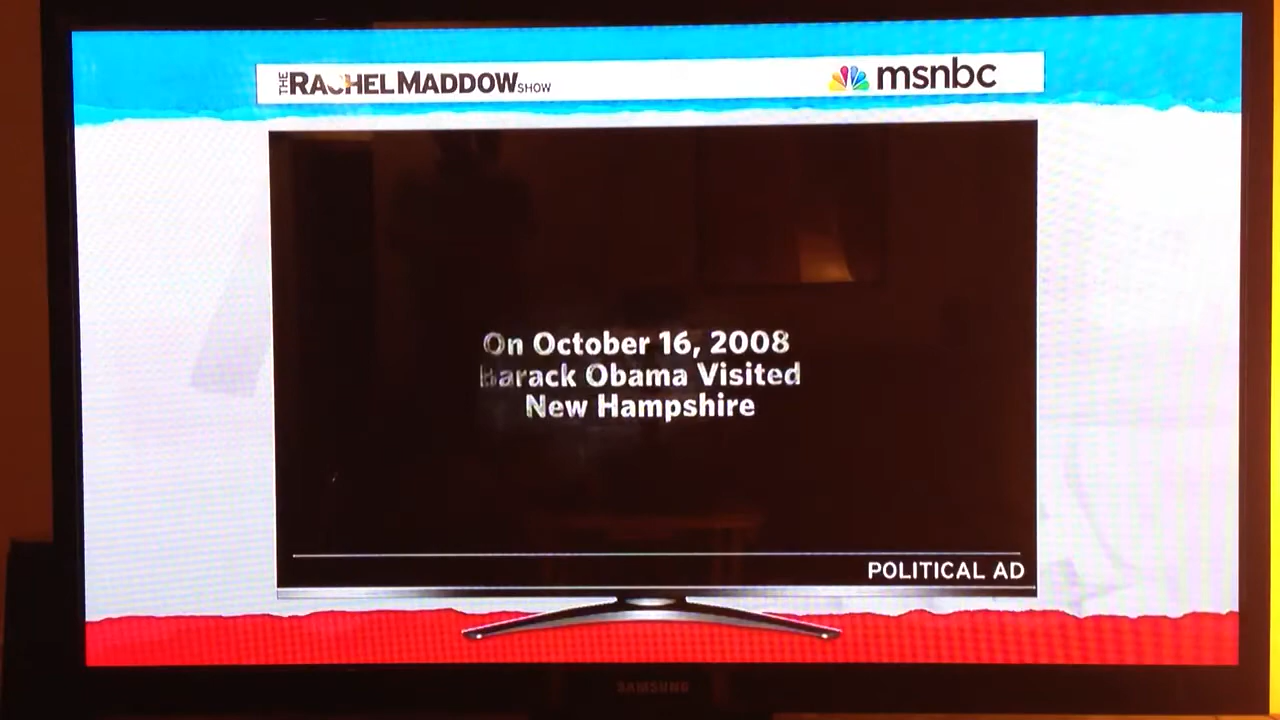 THE RACHEL MADDOW SHOW
msnbc
On October 16, 2008
Barack Obama Visited
New Hampshire
POLITICAL AD
SAMSUNG